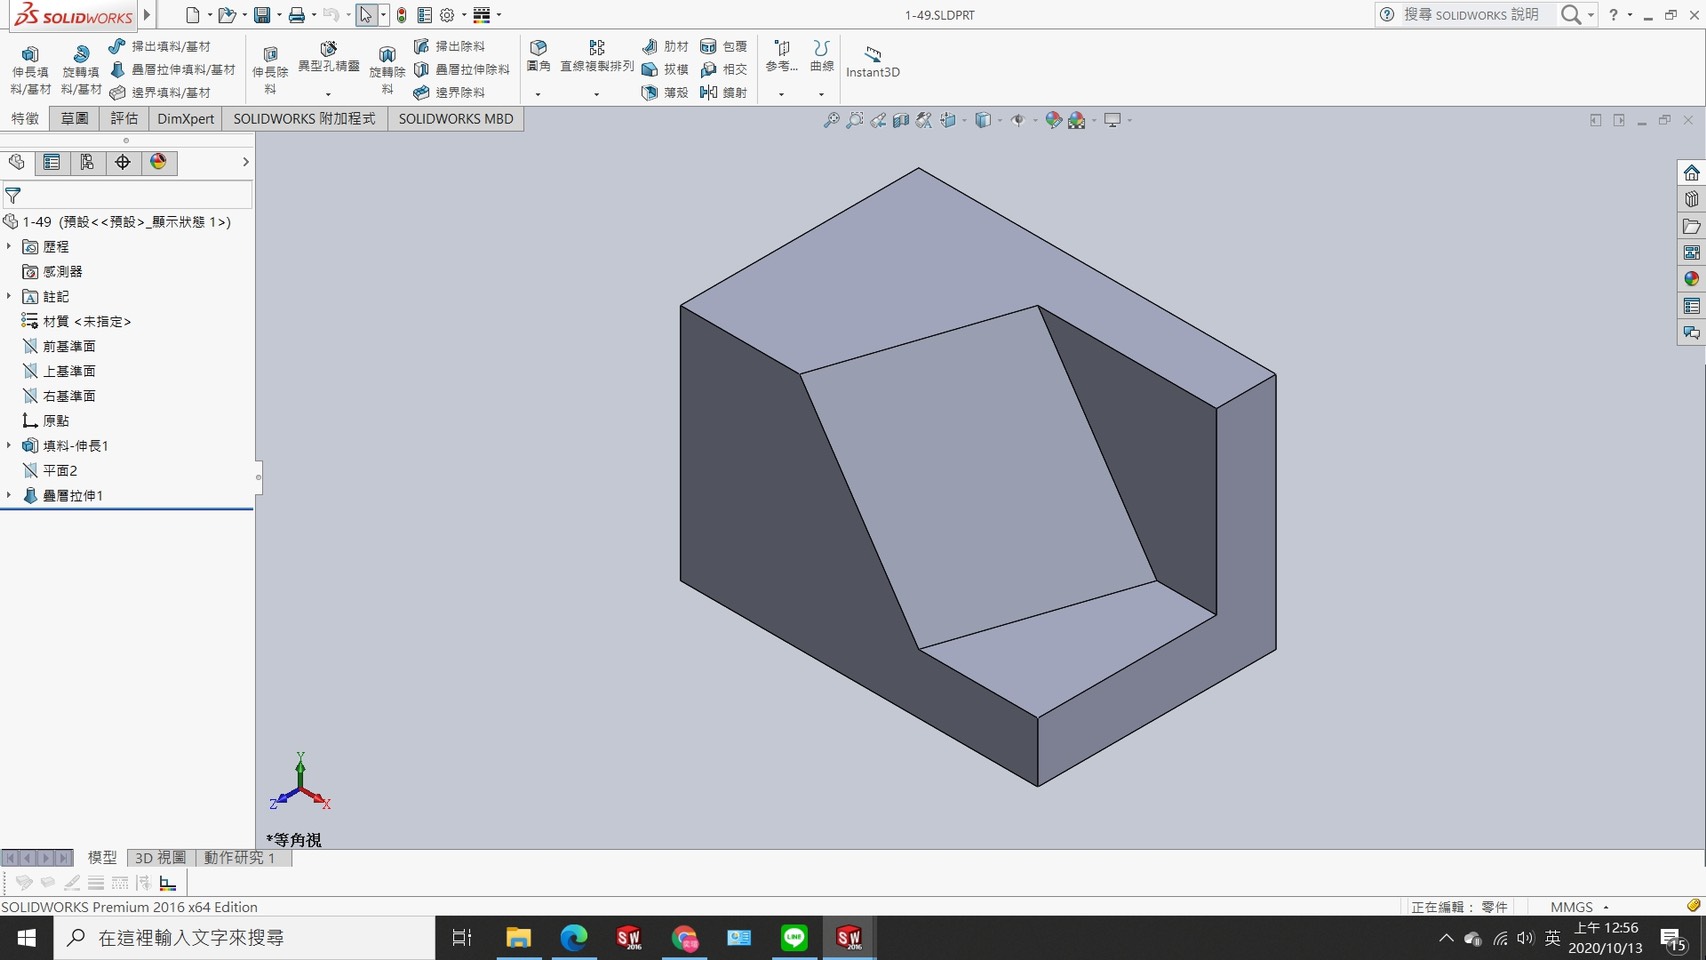 SOLIDWORKS
1-49.SLDPRT
搜尋 SOLIDWORKS 說明
伸長填料/基材
旋轉填料/基材
掃出填料/基材
疊層拉伸填料/基材
邊界填料/基材
伸長除料
異型孔精靈
旋轉除料
掃出除料
疊層拉伸除料
邊界除料
圓角
直線複製排列
肋材
拔模
薄殼
包覆
相交
鏡射
參考...
曲線
Instant3D
特徵
草圖
評估
DimXpert
SOLIDWORKS 附加程式
SOLIDWORKS MBD
1-49 (預設<<預設>_顯示狀態 1>)
歷程
感測器
註記
材質 <未指定>
前基準面
上基準面
右基準面
原點
填料-伸長1
平面2
疊層拉伸1
Y
Z
X
*等角視
模型
3D 視圖
動作研究 1
SOLIDWORKS Premium 2016 x64 Edition
正在編輯： 零件
MMGS
在這裡輸入文字來搜尋
SW
2016
LINE
SW
2016
英
上午 12:56
2020/10/13
15